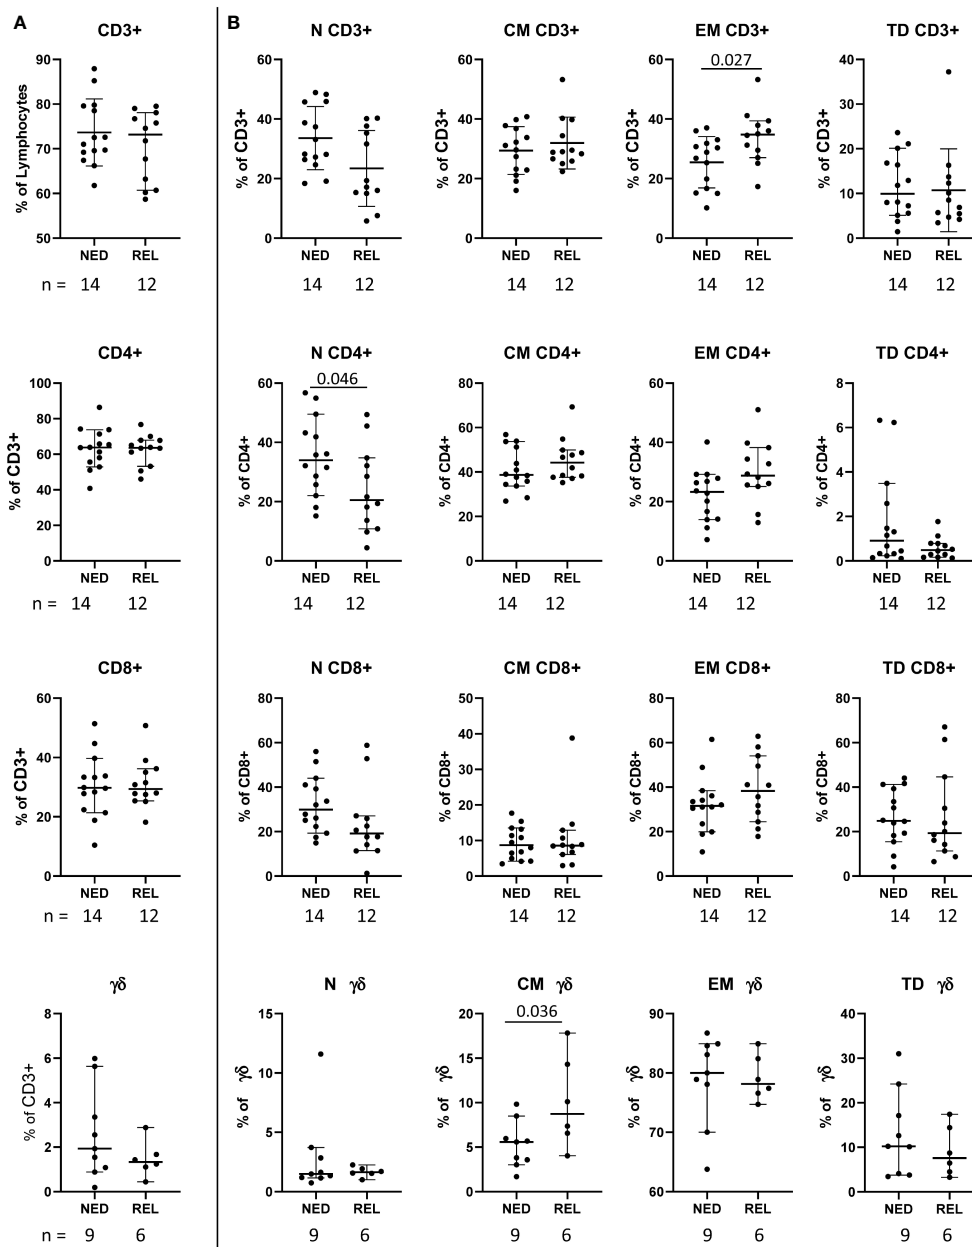 A
B
CD3+
N CD3+
CM CD3+
EM CD3+
TD CD3+
% of Lymphocytes
90
80
70
60
50
NED REL
n = 14 12
% of CD3+
80
60
40
20
0
NED REL
14 12
% of CD3+
80
60
40
20
0
NED REL
14 12
% of CD3+
0.027
80
60
40
20
0
NED REL
14 12
% of CD3+
40
30
20
10
0
NED REL
14 12
CD4+
N CD4+
CM CD4+
EM CD4+
TD CD4+
% of CD3+
100
80
60
40
20
0
NED REL
n = 14 12
% of CD4+
0.046
60
40
20
0
NED REL
14 12
% of CD4+
80
60
40
20
0
NED REL
14 12
% of CD4+
60
40
20
0
NED REL
14 12
% of CD4+
8
6
4
2
0
NED REL
14 12
CD8+
N CD8+
CM CD8+
EM CD8+
TD CD8+
% of CD3+
60
40
20
0
NED REL
n = 14 12
% of CD8+
80
60
40
20
0
NED REL
14 12
% of CD8+
50
40
30
20
10
0
NED REL
14 12
% of CD8+
80
60
40
20
0
NED REL
14 12
% of CD8+
80
60
40
20
0
NED REL
14 12
γδ
N γδ
CM γδ
EM γδ
TD γδ
% of CD3+
8
6
4
2
0
NED REL
n = 9 6
% of γδ
15
10
5
0
NED REL
9 6
% of γδ
0.036
20
15
10
5
0
NED REL
9 6
% of γδ
90
80
70
60
NED REL
9 6
% of γδ
40
30
20
10
0
NED REL
9 6